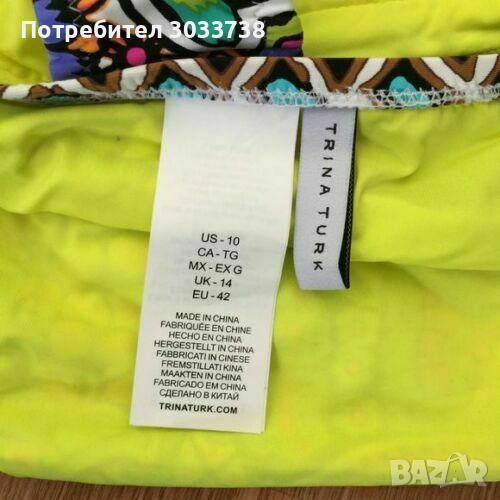 Потребител 3033738
TRINA TURK
US - 10
CA - TG
MX - EX G
UK - 14
EU - 42
MADE IN CHINA
FABRIQUÉE EN CHINE
HECHO EN CHINA
HERGESTELLT IN CHINA
FABBRICATI IN CINESE
FREMSTILLATI KINA
MAAKTEN IN CHINA
FABRICADO EM CHINA
СДЕЛАНО В КИТАЙ
TRINATURK.COM
BAZAR